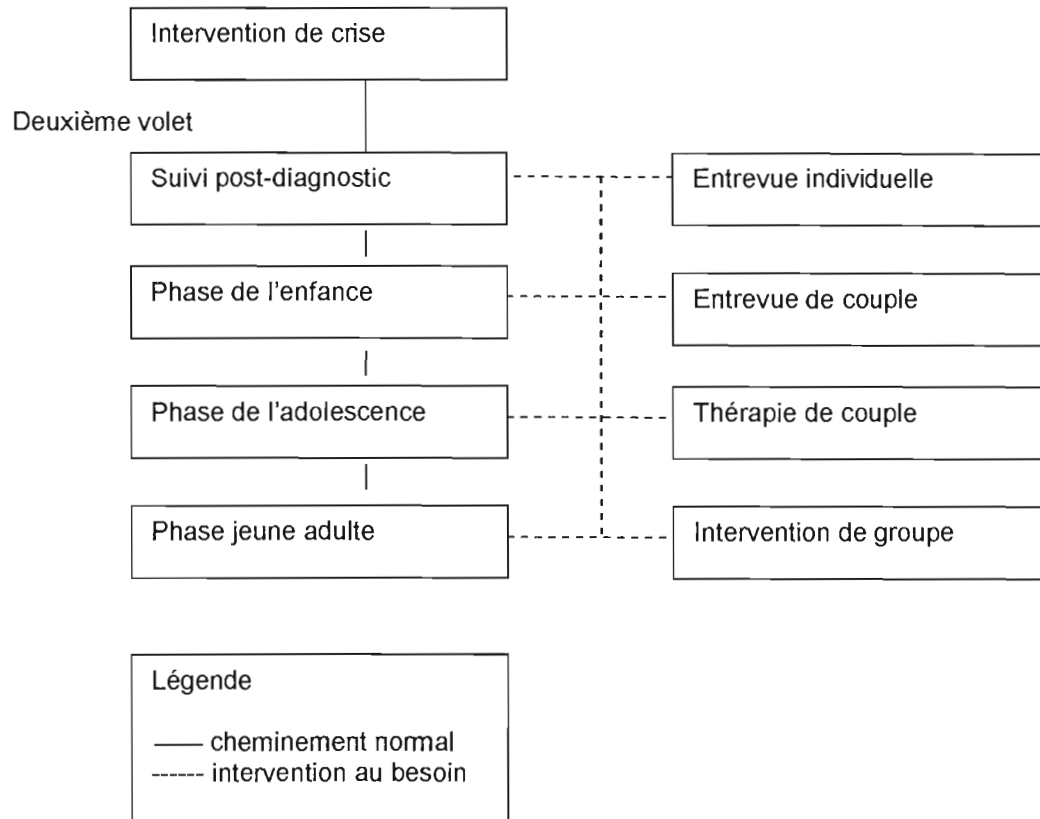 Intervention de crise
Deuxième volet
Suivi post-diagnostic
Entrevue individuelle
Phase de l'enfance
Entrevue de couple
Phase de l'adolescence
Thérapie de couple
Phase jeune adulte
Intervention de groupe
Légende
cheminement normal
intervention au besoin